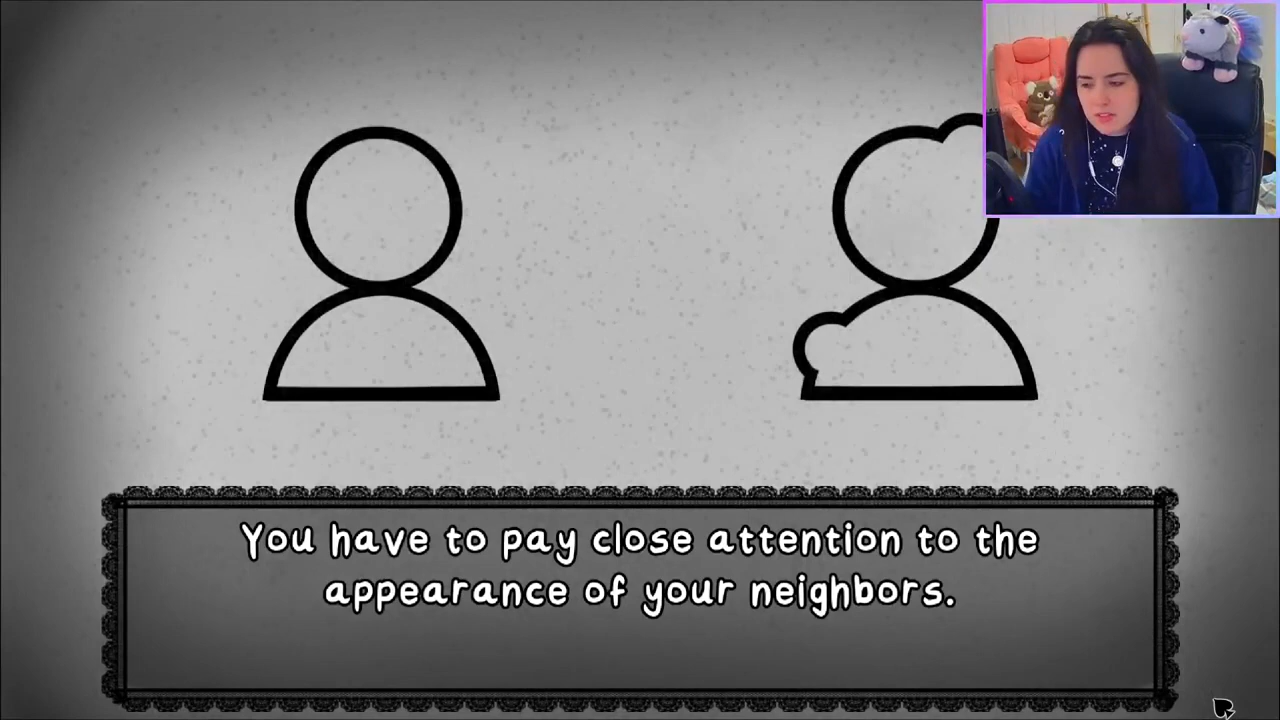 You have to pay close attention to the
appearance of your neighbors.